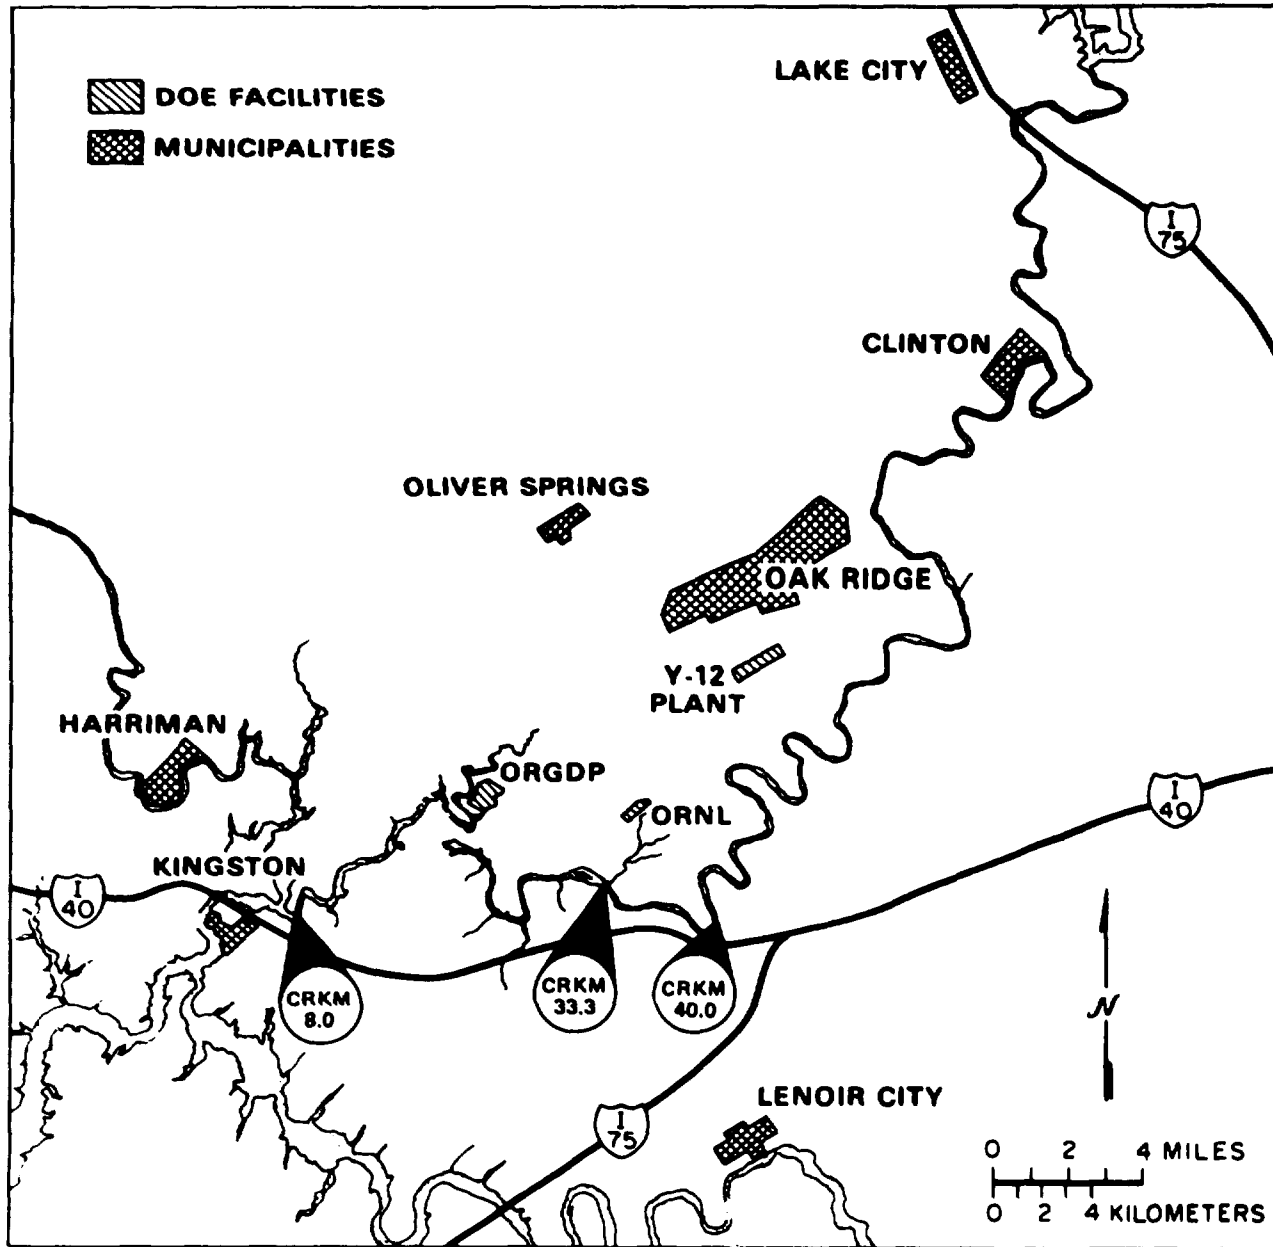 LAKE CITY
DOE FACILITIES
MUNICIPALITIES
I
75
CLINTON
OLIVER SPRINGS
OAK RIDGE
Y-12
PLANT
HARRIMAN
ORGDP
ORNL
I
40
KINGSTON
I
40
CRKM
8.0
CRKM
33.3
CRKM
40.0
N
LENOIR CITY
I
75
0 2 4 MILES
0 2 4 KILOMETERS